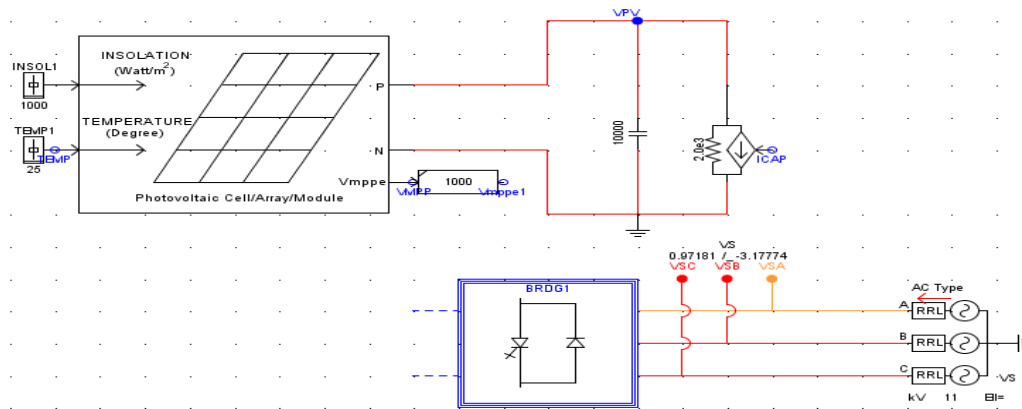 VPV
INSOL1
1000
INSOLATION
(Watt/m2)
P
TEMP1
TEMP
25
TEMPERATURE
(Degree)
N
Vmppe
VMPP
1000
Vmppe1
Photovoltaic Cell/Array/Module
10000
2.0e3
ICAP
VS
0.97181 /_ -3.17774
VSC
VSB
VSA
BRDG1
AC Type
A
RRL
B
RRL
C
RRL
VS
kV
11